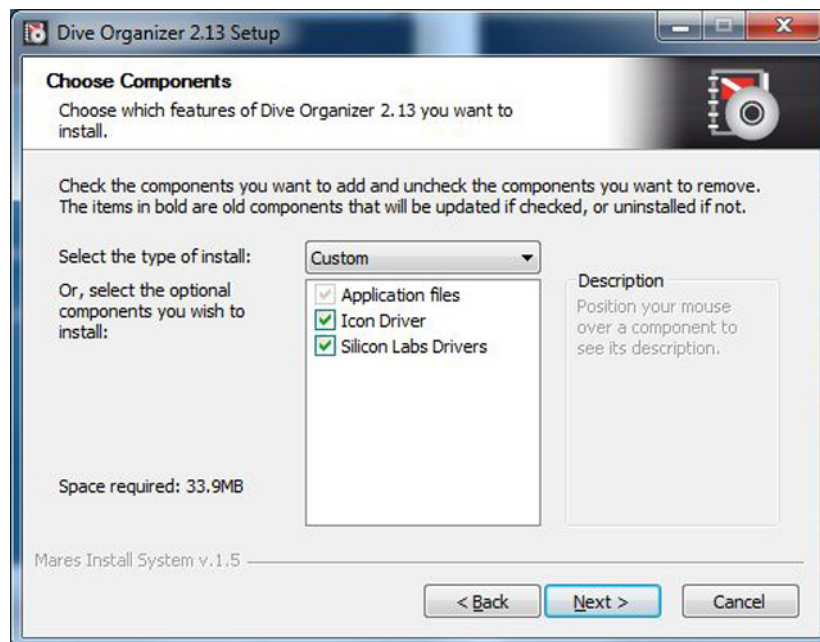 Dive Organizer 2.13 Setup
Choose Components
Choose which features of Dive Organizer 2.13 you want to
install.
Check the components you want to add and uncheck the components you want to remove.
The items in bold are old components that will be updated if checked, or uninstalled if not.
Select the type of install:
Custom
Or, select the optional
components you wish to
install:
Application files
Icon Driver
Silicon Labs Drivers
Description
Position your mouse
over a component to
see its description.
Space required: 33.9MB
Mares Install System v.1.5
< Back
Next >
Cancel